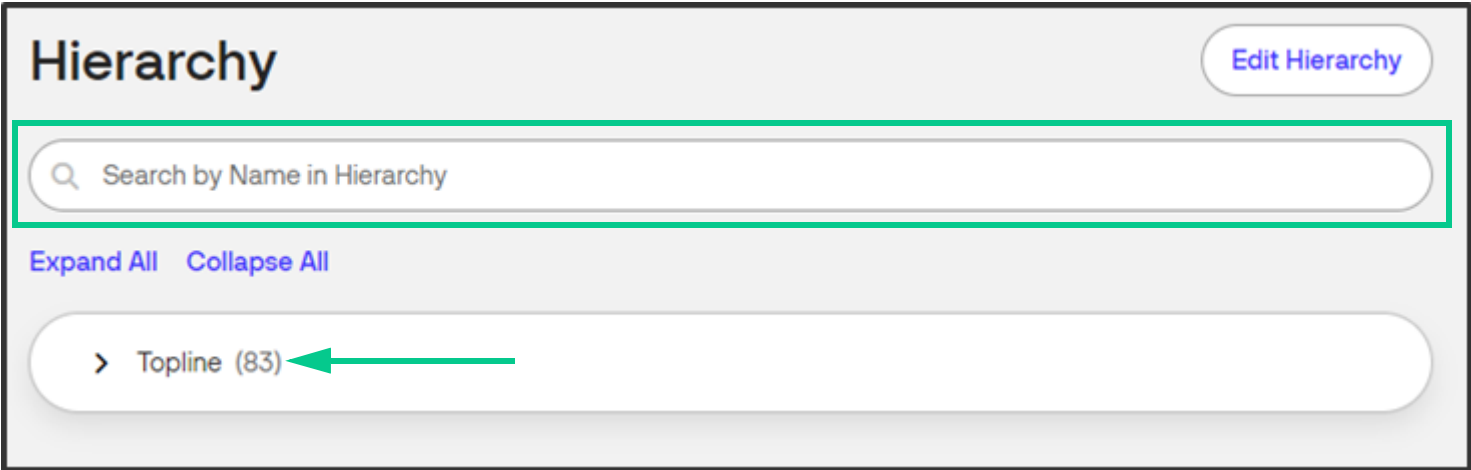 Hierarchy
Edit Hierarchy
Search by Name in Hierarchy
Expand All Collapse All
Topline (83)